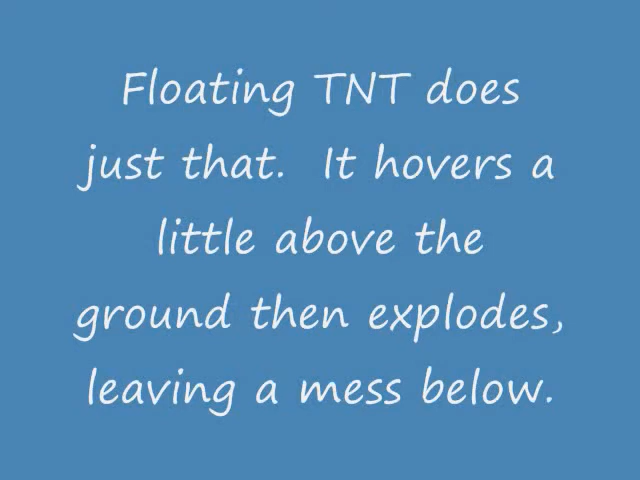 Floating TNT does
just that.  It hovers a
little above the
ground then explodes,
leaving a mess below.